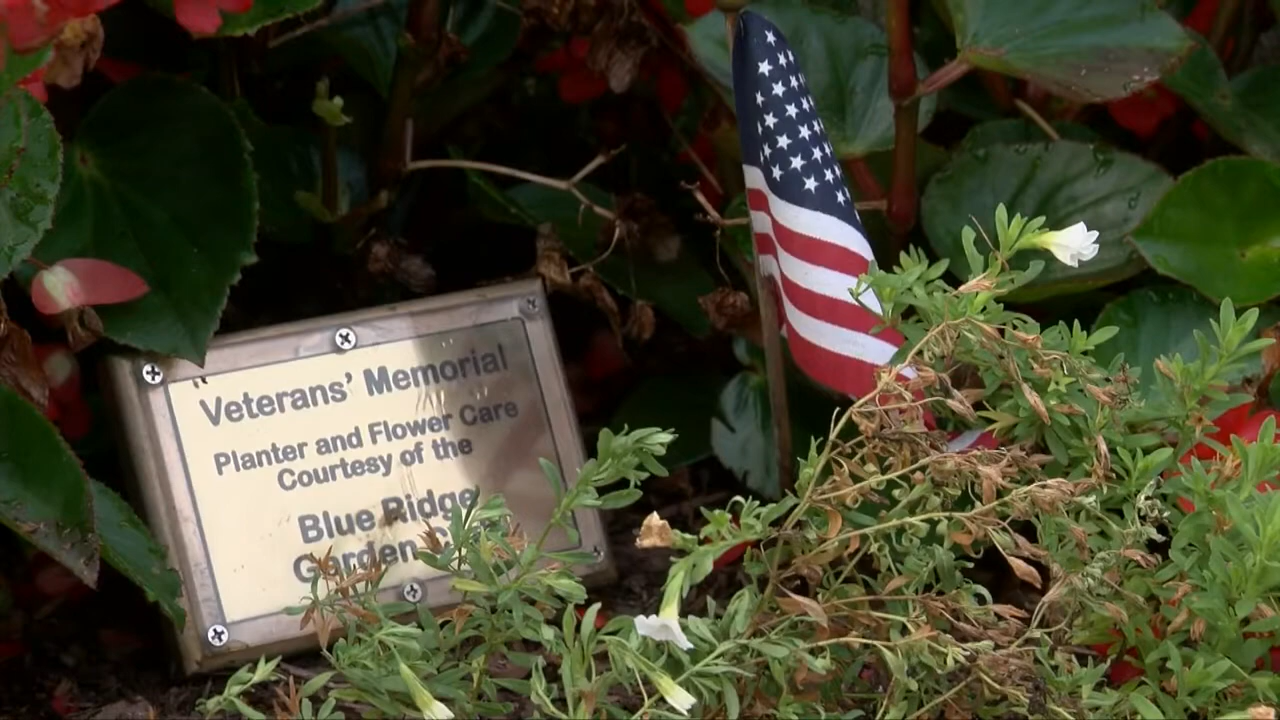 Veterans' Memorial
Planter and Flower Care
Courtesy of the
Blue Ridge
Garden